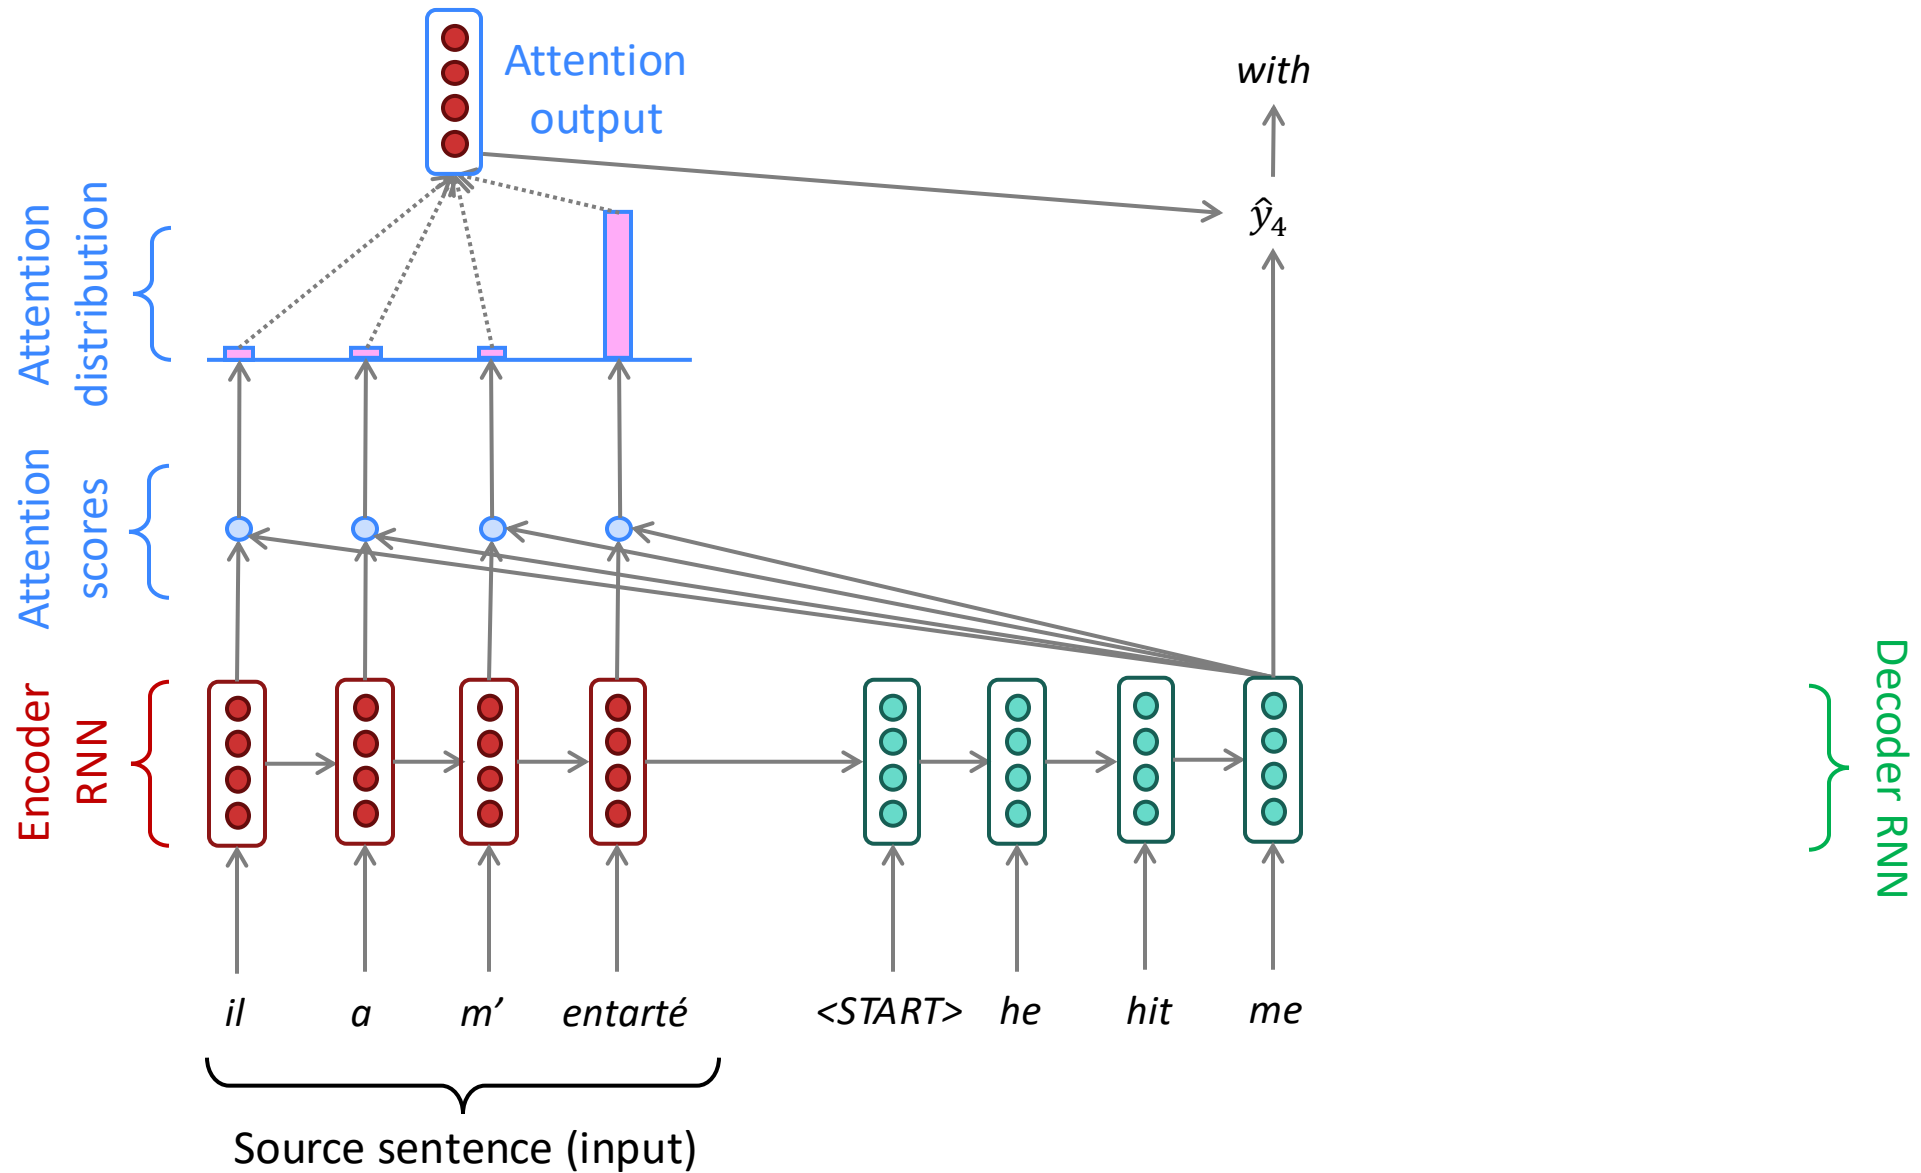 Attention
output
with
ŷ₄
Attention
distribution
Attention
scores
Encoder
RNN
Decoder RNN
il a m’ entarté <START> he hit me
Source sentence (input)